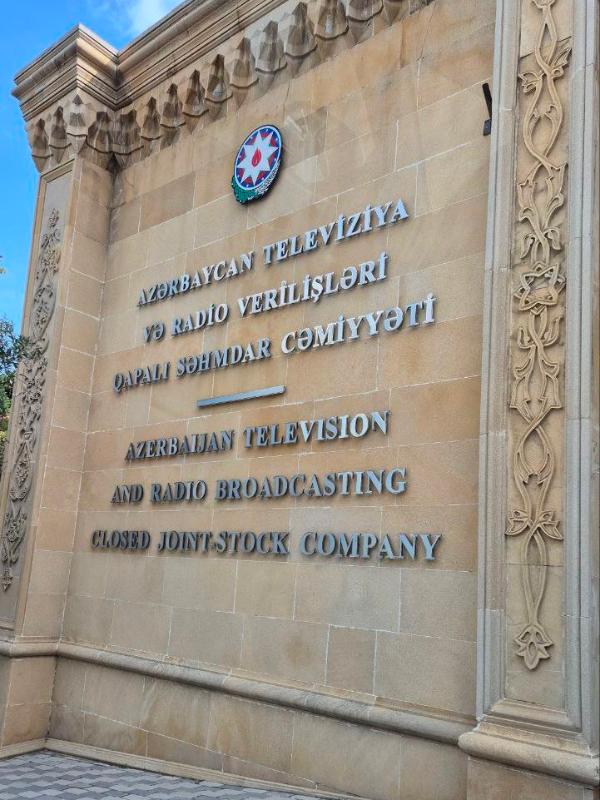 AZƏRBAYCAN TELEVİZİYA
VƏ RADİO VERİLİŞLƏRİ
QAPALI SƏHMDAR CƏMİYYƏTİ
AZERBAIJAN TELEVISION
AND RADIO BROADCASTING
CLOSED JOINT-STOCK COMPANY